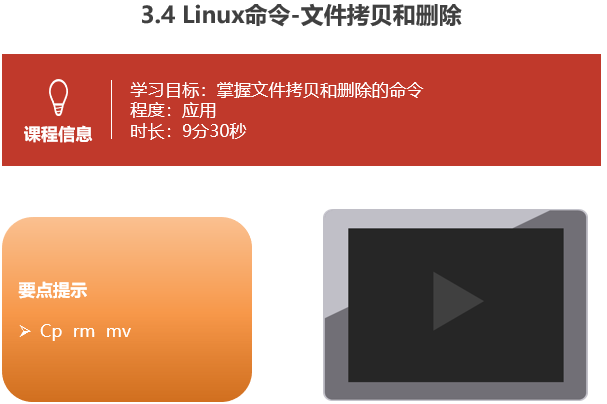 3.4 Linux命令-文件拷贝和删除
学习目标：掌握文件拷贝和删除的命令
程度：应用
时长：9分30秒
课程信息
要点提示
➢ Cp rm mv